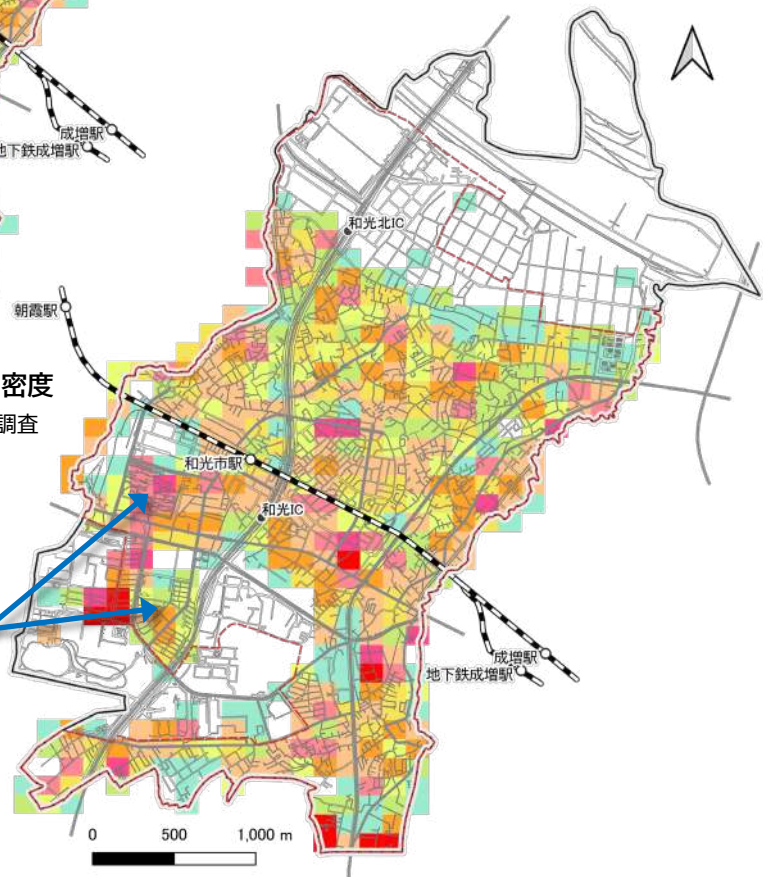 成増駅
地下鉄成増駅
和光北IC
朝霞駅
密度
調査
和光市駅
和光IC
成増駅
地下鉄成増駅
0 500 1,000 m